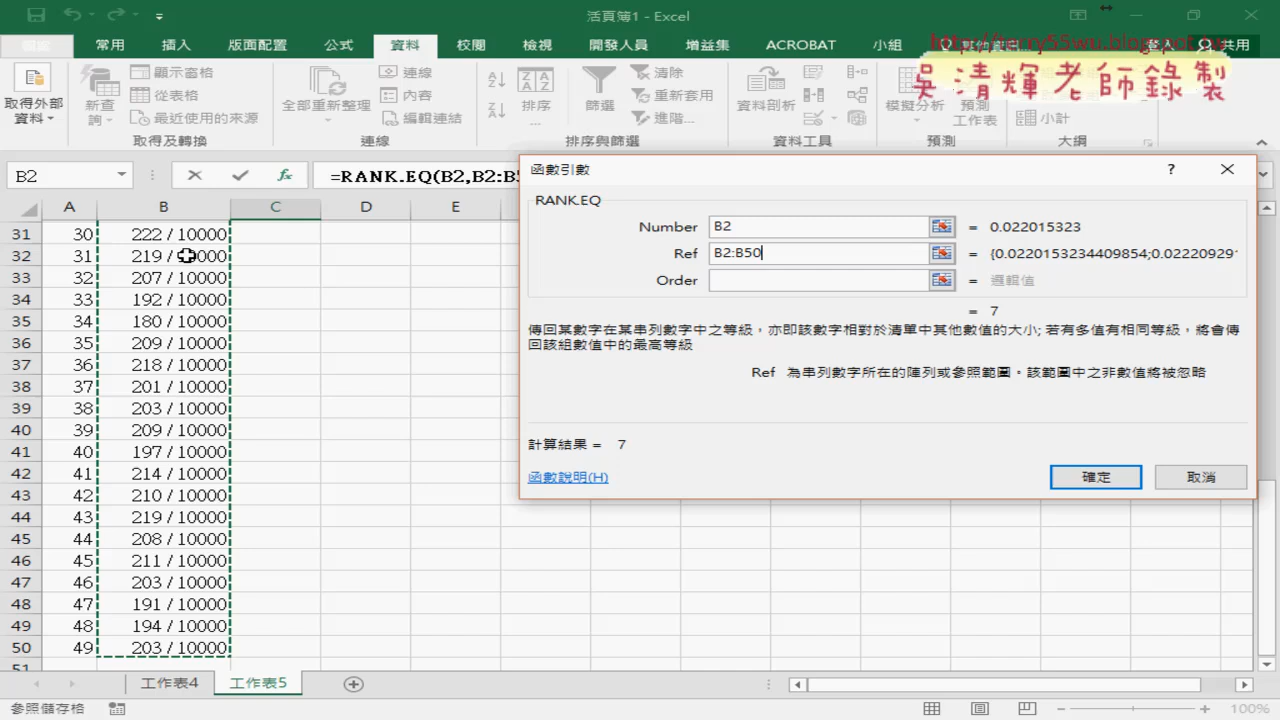 活頁簿1 - Excel
常用 插入 版面配置 公式 資料 校閱 檢視 開發人員 增益集 ACROBAT 小組
http://terry55wu.blogspot.tw
吳清輝老師錄製
取得外部資料
新查詢
顯示窗格
從表格
最近使用的來源
取得及轉換
全部重新整理
連線
內容
編輯連結
連線
排序...
篩選
清除
重新套用
進階...
排序與篩選
資料剖析
資料工具
模擬分析
預測工作表
預測
小計
大綱
B2
=RANK.EQ(B2,B2:B5
A B C D E
31 30 222 / 10000
32 31 219 / 10000
33 32 207 / 10000
34 33 192 / 10000
35 34 180 / 10000
36 35 209 / 10000
37 36 218 / 10000
38 37 201 / 10000
39 38 203 / 10000
40 39 209 / 10000
41 40 197 / 10000
42 41 214 / 10000
43 42 210 / 10000
44 43 219 / 10000
45 44 208 / 10000
46 45 211 / 10000
47 46 203 / 10000
48 47 191 / 10000
49 48 194 / 10000
50 49 203 / 10000
51
函數引數 ?
RANK.EQ
Number B2 = 0.022015323
Ref B2:B50 = {0.0220153234409854;0.02220929
Order = 邏輯值
= 7
傳回某數字在某串列數字中之等級，亦即該數字相對於清單中其他數值的大小; 若有多值有相同等級，將會傳
回該組數值中的最高等級
Ref 為串列數字所在的陣列或參照範圍。該範圍中之非數值將被忽略
計算結果 = 7
函數說明(H)
確定 取消
工作表4 工作表5
參照儲存格
100%